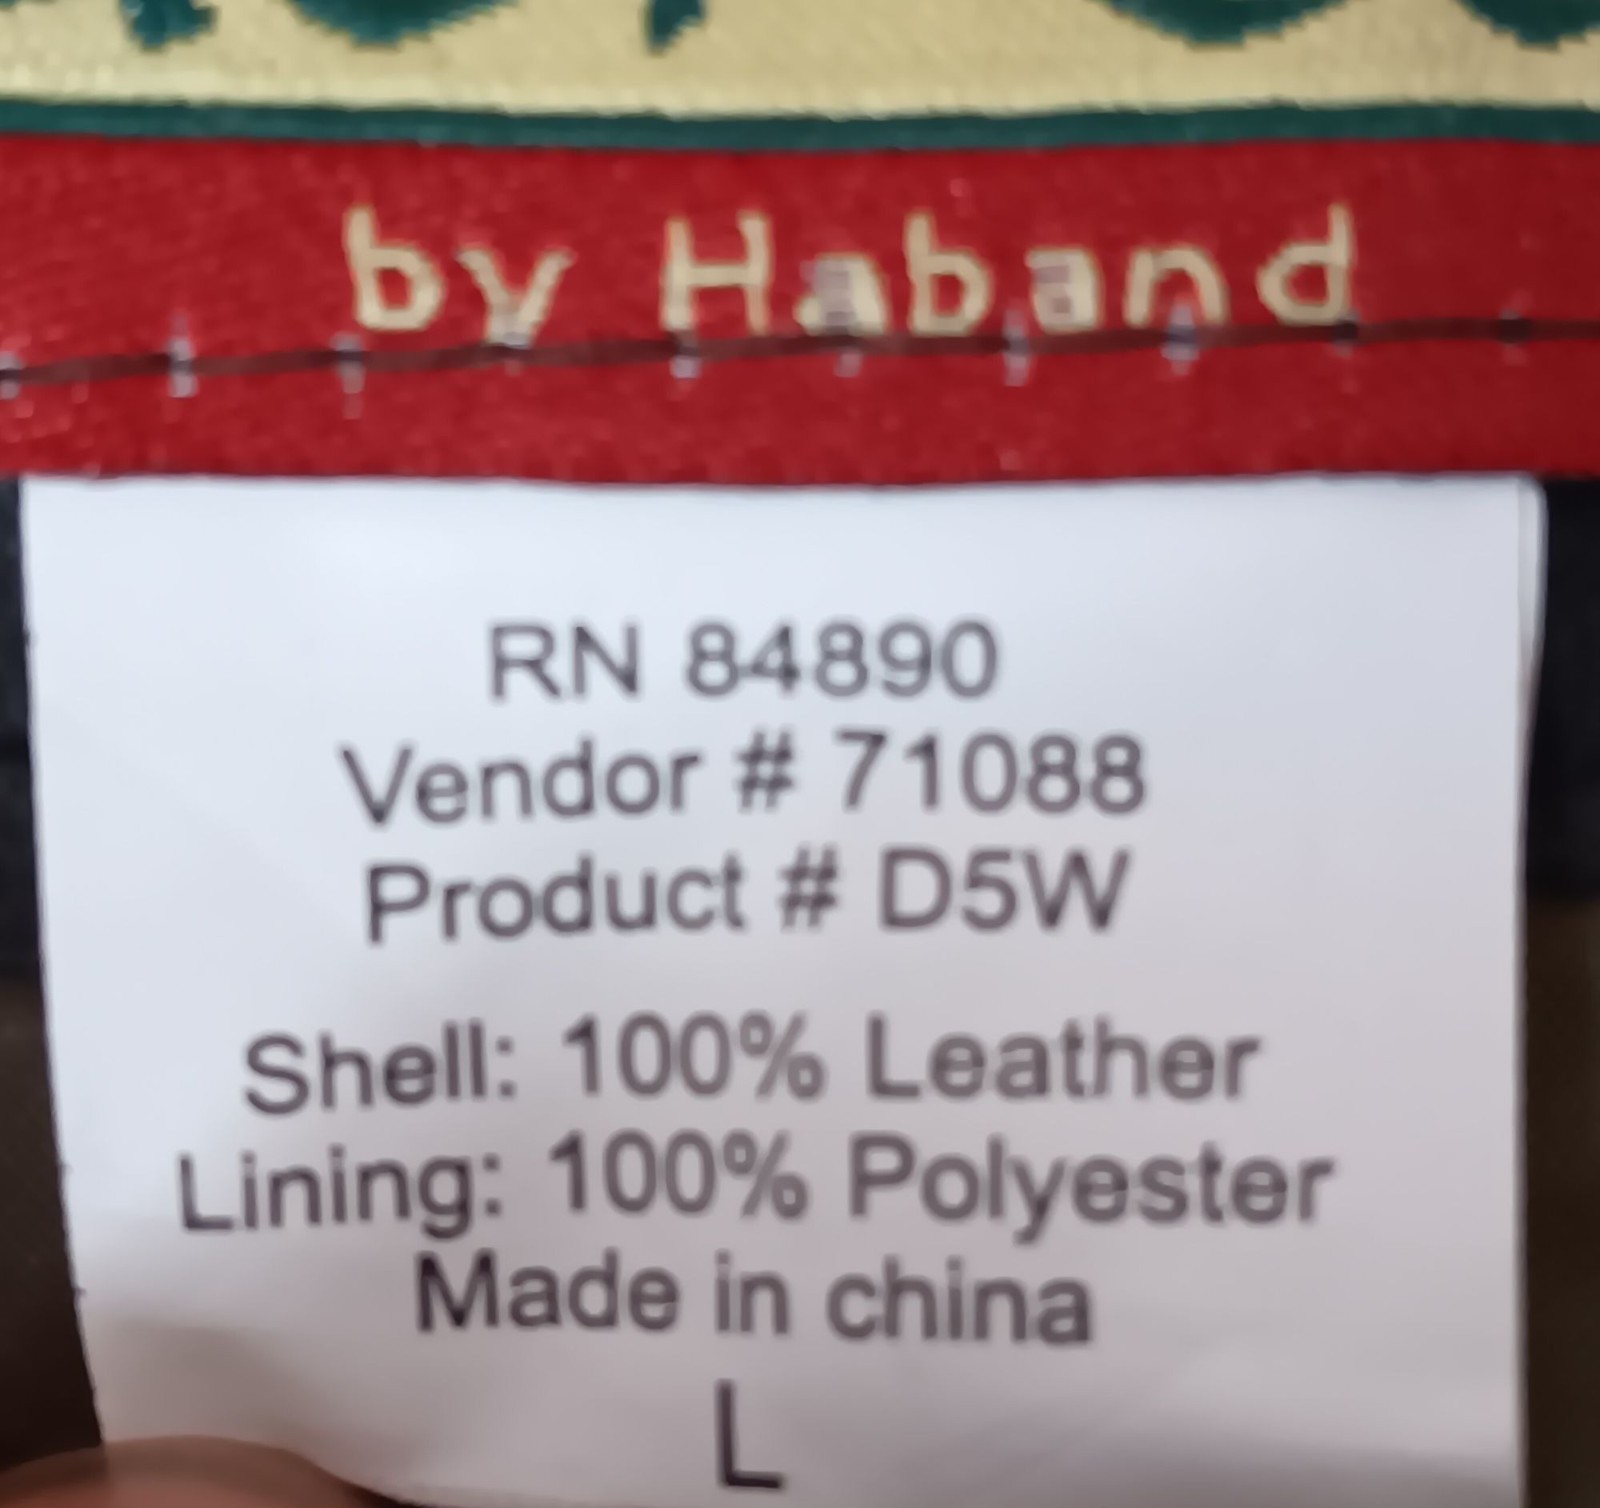 by Haband
RN 84890
Vendor # 71088
Product # D5W
Shell: 100% Leather
Lining: 100% Polyester
Made in china
L